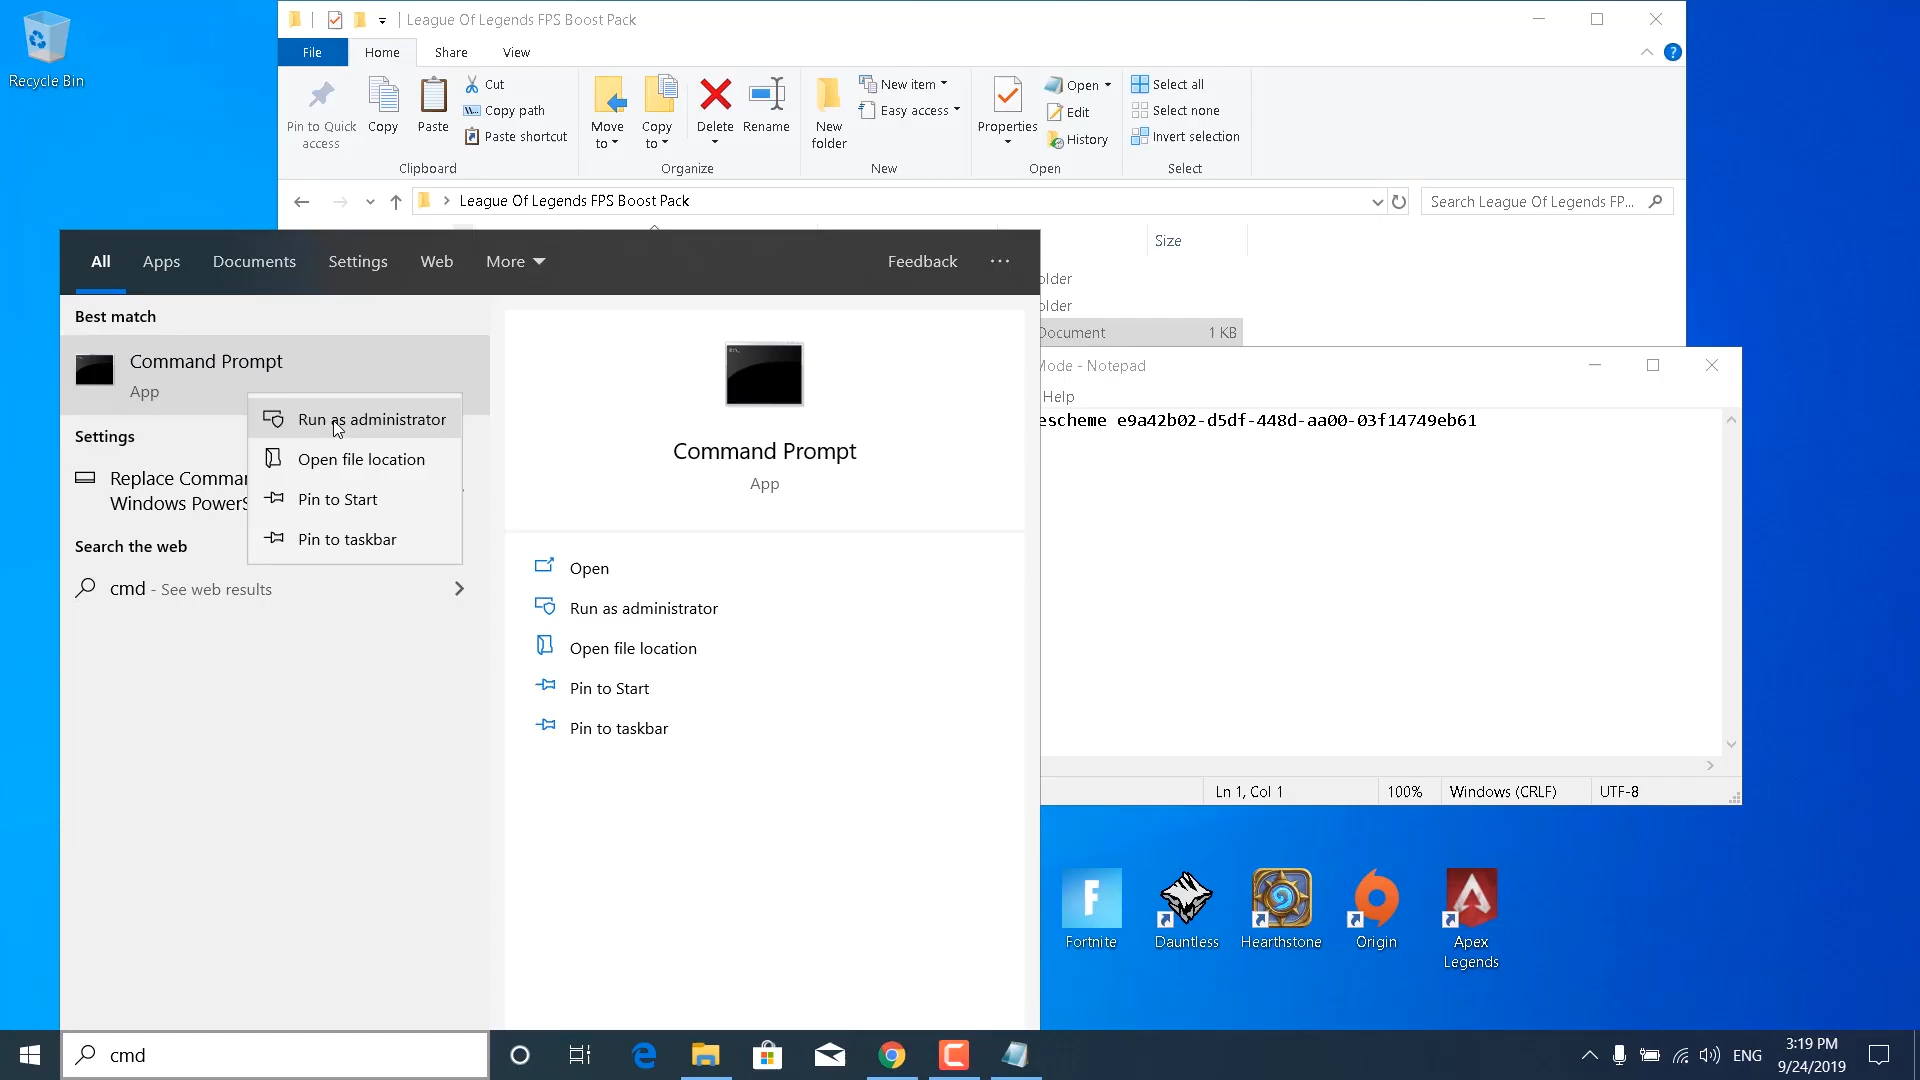 Recycle Bin
League Of Legends FPS Boost Pack
File
Home
Share
View
Pin to Quick access
Copy
Paste
Cut
Copy path
Paste shortcut
Clipboard
Move to
Copy to
Delete
Rename
Organize
New folder
New item
Easy access
New
Properties
Open
Edit
History
Open
Select all
Select none
Invert selection
Select
League Of Legends FPS Boost Pack
Search League Of Legends FP...
Size
older
older
Document
1 KB
All
Apps
Documents
Settings
Web
More
Feedback
Best match
Command Prompt
App
Run as administrator
Open file location
Pin to Start
Pin to taskbar
Settings
Replace Comman
Windows PowerS
Search the web
cmd - See web results
Command Prompt
App
Open
Run as administrator
Open file location
Pin to Start
Pin to taskbar
Mode - Notepad
Help
escheme e9a42b02-d5df-448d-aa00-03f14749eb61
Ln 1, Col 1
100%
Windows (CRLF)
UTF-8
Fortnite
Dauntless
Hearthstone
Origin
Apex
Legends
cmd
ENG
3:19 PM
9/24/2019